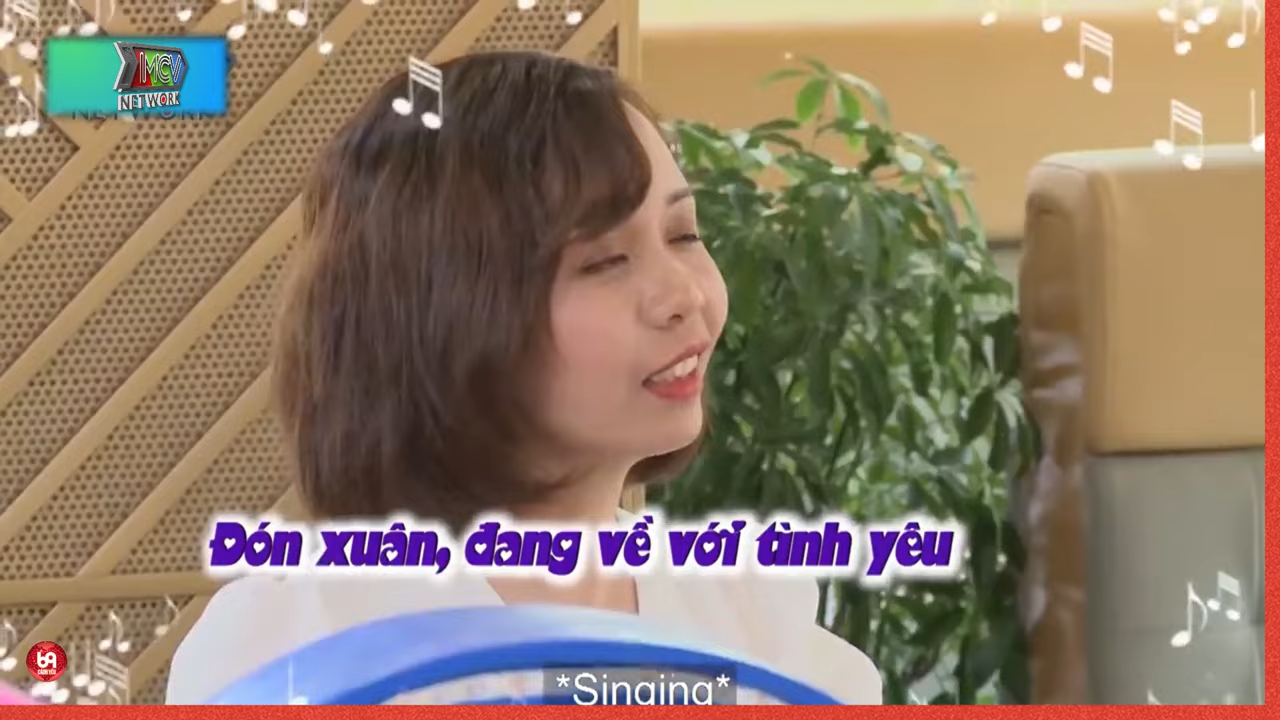 MCV
NETWORK
Đón xuân, đang về với tình yêu
*Singing*